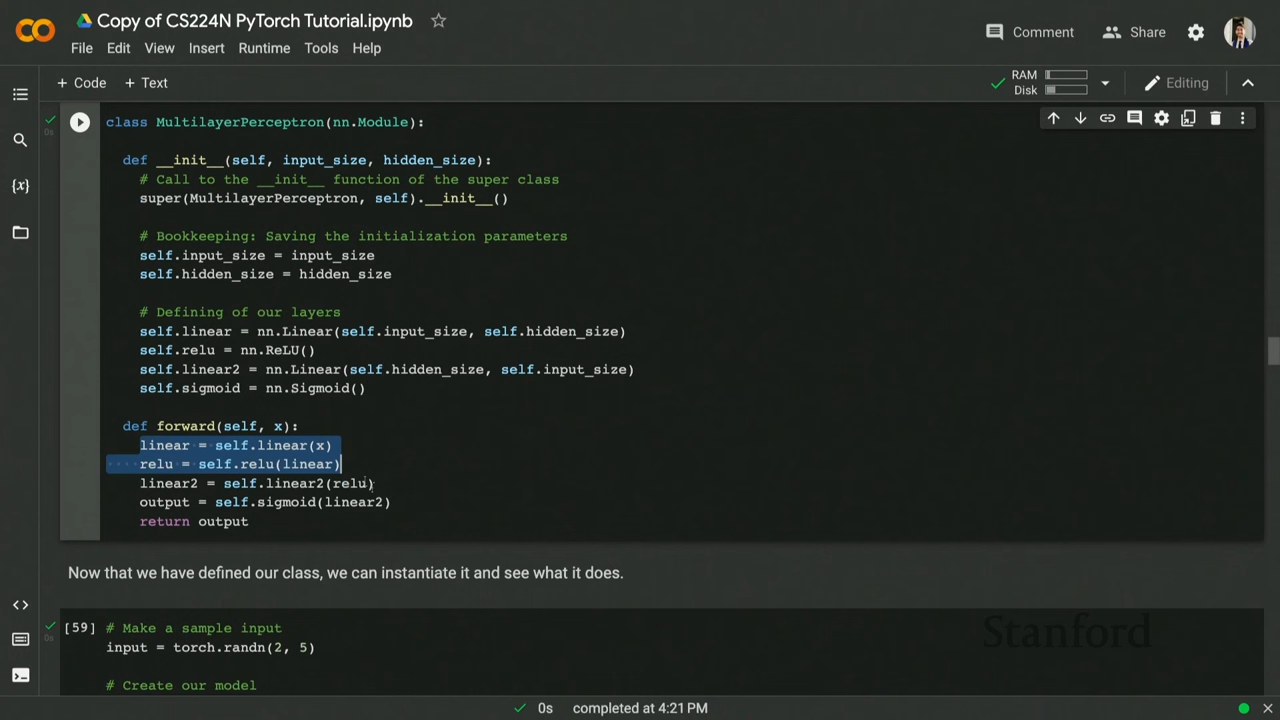 Copy of CS224N PyTorch Tutorial.ipynb
File Edit View Insert Runtime Tools Help
Comment
Share
+ Code + Text
RAM
Disk
Editing
0s
class MultilayerPerceptron(nn.Module):
def __init__(self, input_size, hidden_size):
# Call to the __init__ function of the super class
super(MultilayerPerceptron, self).__init__()
# Bookkeeping: Saving the initialization parameters
self.input_size = input_size
self.hidden_size = hidden_size
# Defining of our layers
self.linear = nn.Linear(self.input_size, self.hidden_size)
self.relu = nn.ReLU()
self.linear2 = nn.Linear(self.hidden_size, self.input_size)
self.sigmoid = nn.Sigmoid()
def forward(self, x):
linear = self.linear(x)
relu = self.relu(linear)
linear2 = self.linear2(relu)
output = self.sigmoid(linear2)
return output
Now that we have defined our class, we can instantiate it and see what it does.
0s
[59] # Make a sample input
input = torch.randn(2, 5)
# Create our model
Stanford
0s completed at 4:21 PM